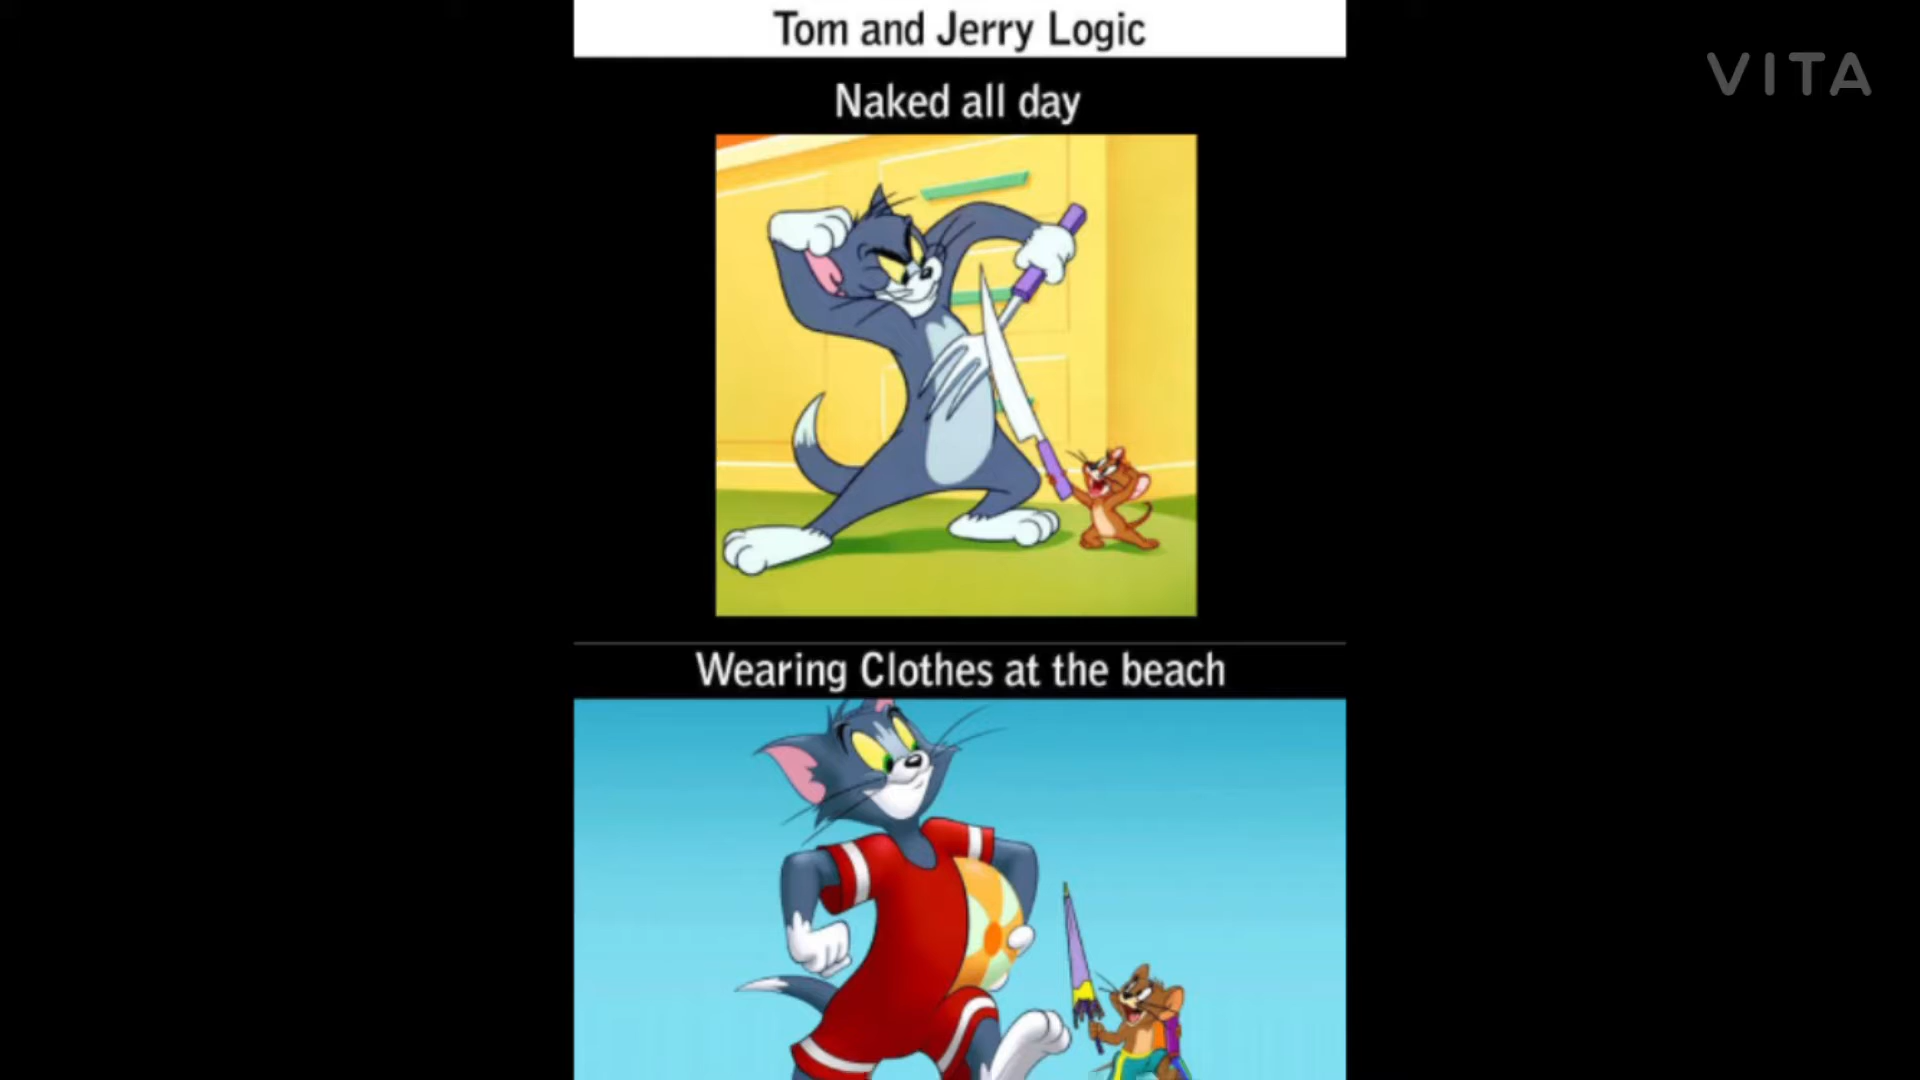 Tom and Jerry Logic
VITA
Naked all day
Wearing Clothes at the beach